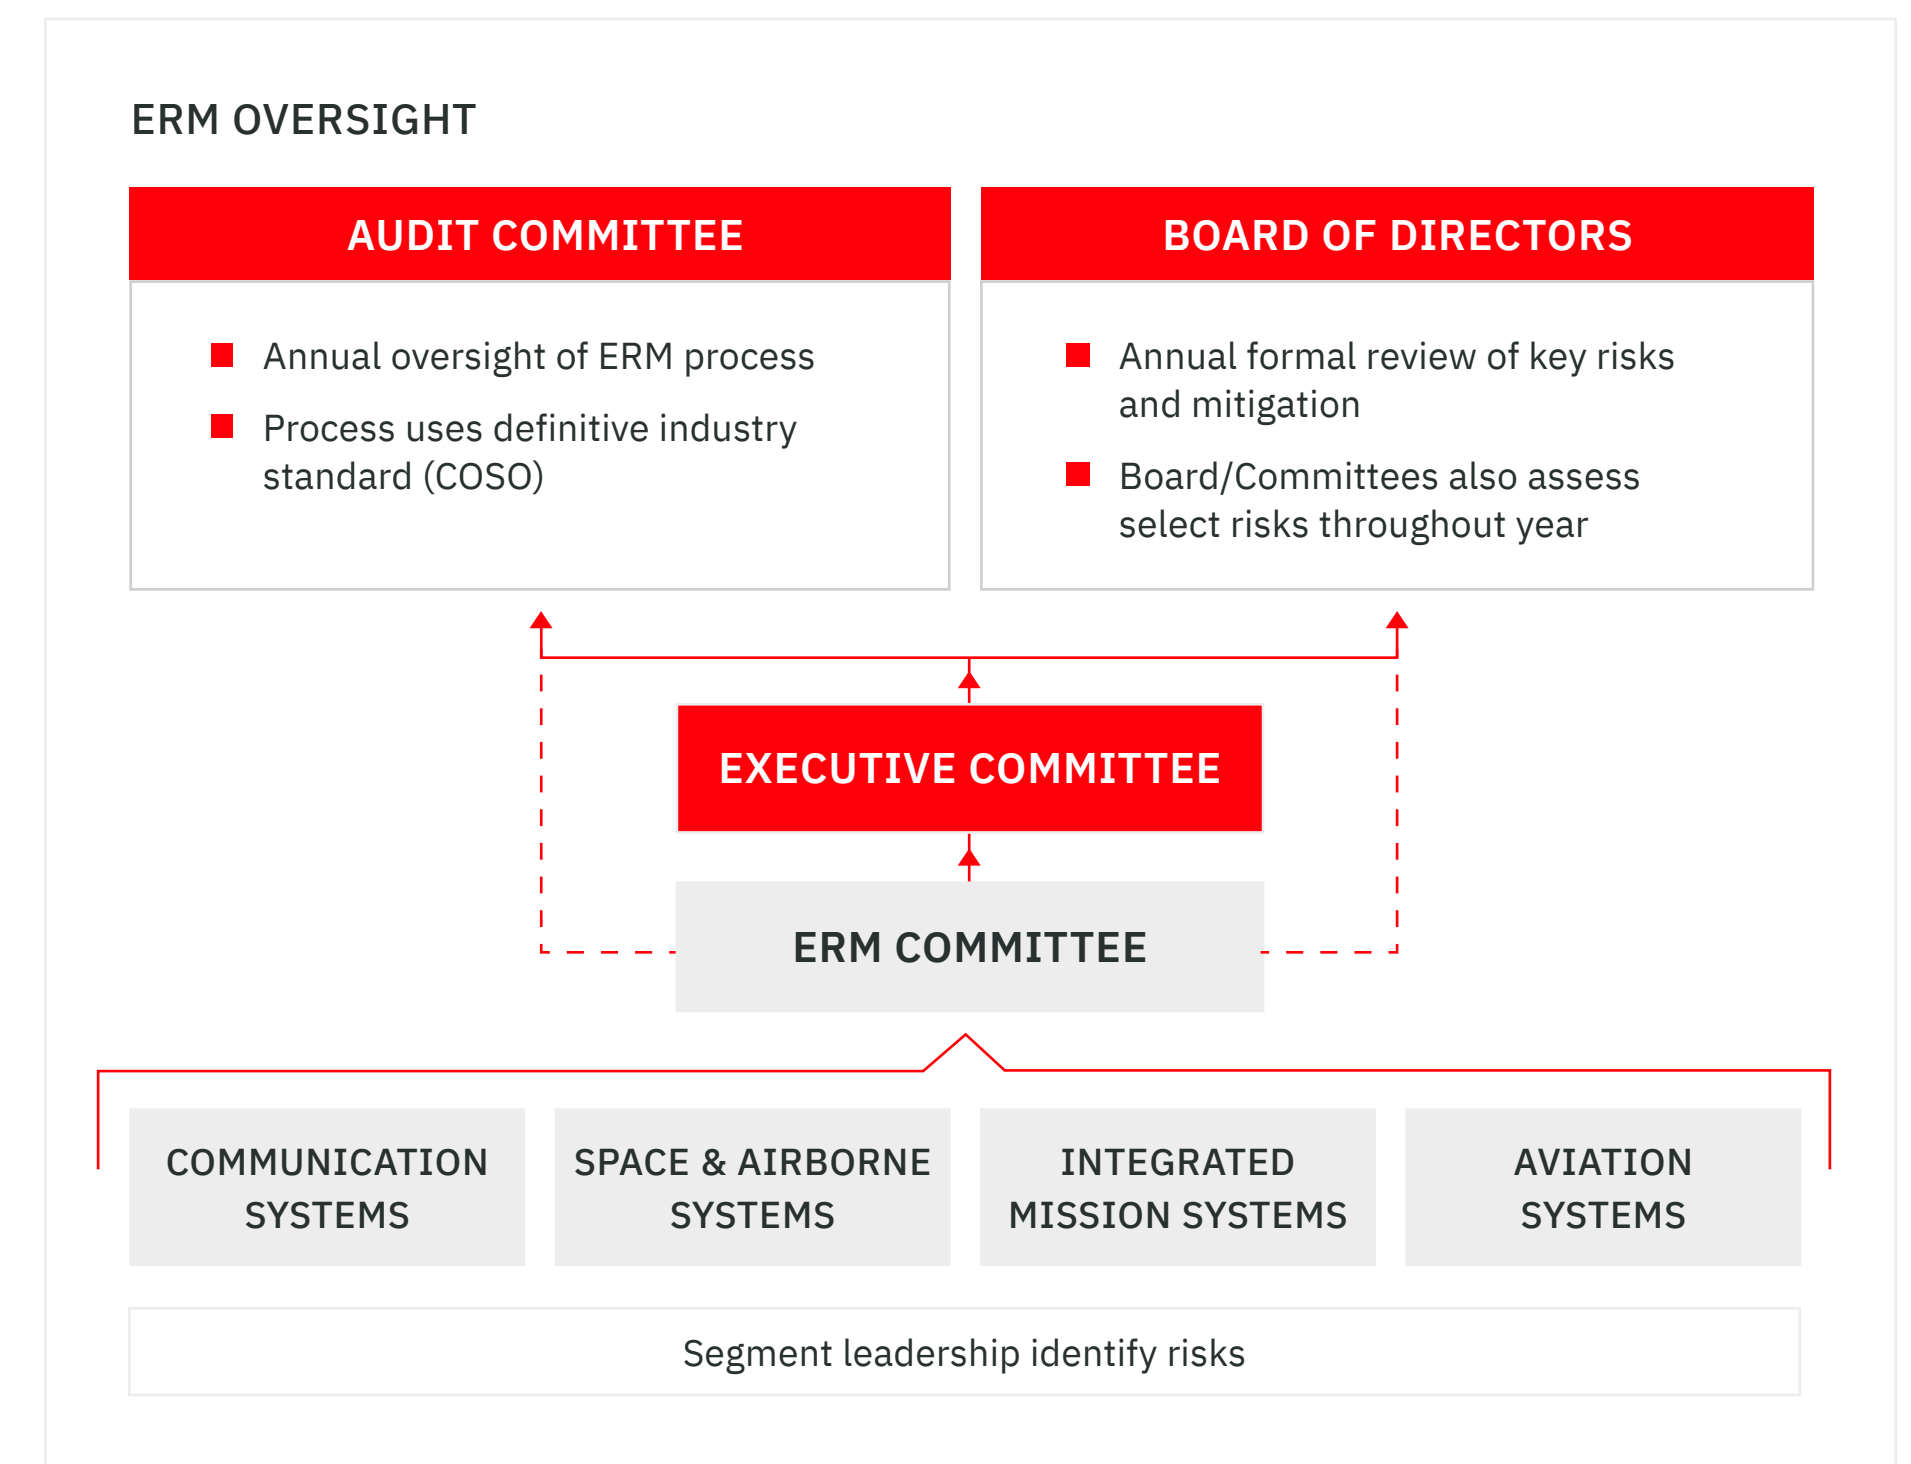 ERM OVERSIGHT
AUDIT COMMITTEE
Annual oversight of ERM process
Process uses definitive industry
standard (COSO)
BOARD OF DIRECTORS
Annual formal review of key risks
and mitigation
Board/Committees also assess
select risks throughout year
EXECUTIVE COMMITTEE
ERM COMMITTEE
COMMUNICATION
SYSTEMS
SPACE & AIRBORNE
SYSTEMS
INTEGRATED
MISSION SYSTEMS
AVIATION
SYSTEMS
Segment leadership identify risks